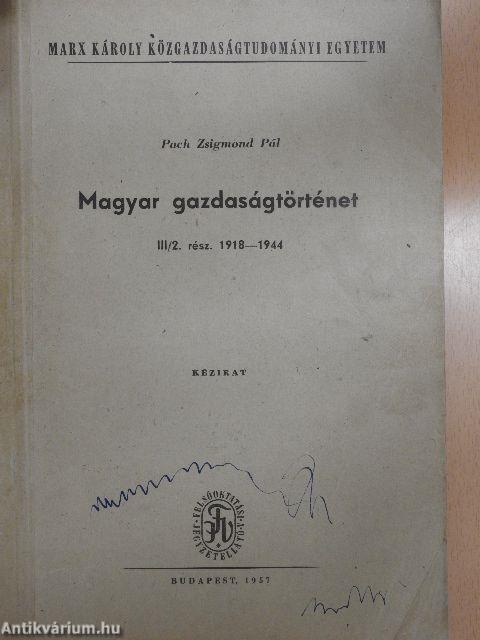 MARX KÁROLY KÖZGAZDASÁGTUDOMÁNYI EGYETEM
Pach Zsigmond Pál
Magyar gazdaságtörténet
III/2. rész. 1918—1944
KÉZIRAT
FELSŐOKTATÁSI JEGYZETELLÁTÓ V.
BUDAPEST, 1957
Antikvárium.hu